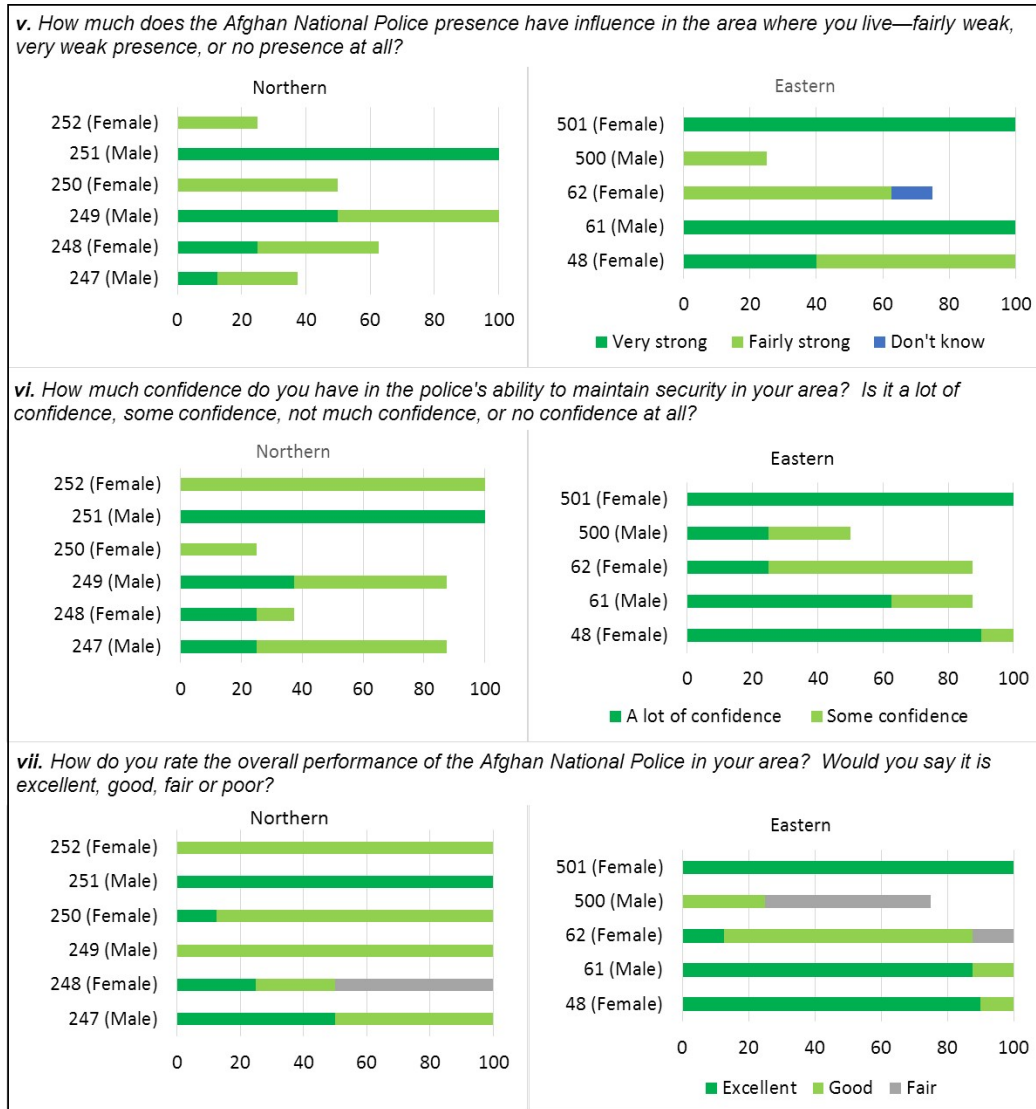 v. How much does the Afghan National Police presence have influence in the area where you live—fairly weak,
very weak presence, or no presence at all?
Northern
252 (Female)
251 (Male)
250 (Female)
249 (Male)
248 (Female)
247 (Male)
0 20 40 60 80 100
Eastern
501 (Female)
500 (Male)
62 (Female)
61 (Male)
48 (Female)
0 20 40 60 80 100
Very strong Fairly strong Don't know
vi. How much confidence do you have in the police's ability to maintain security in your area? Is it a lot of
confidence, some confidence, not much confidence, or no confidence at all?
Northern
252 (Female)
251 (Male)
250 (Female)
249 (Male)
248 (Female)
247 (Male)
0 20 40 60 80 100
Eastern
501 (Female)
500 (Male)
62 (Female)
61 (Male)
48 (Female)
0 20 40 60 80 100
A lot of confidence Some confidence
vii. How do you rate the overall performance of the Afghan National Police in your area? Would you say it is
excellent, good, fair or poor?
Northern
252 (Female)
251 (Male)
250 (Female)
249 (Male)
248 (Female)
247 (Male)
0 20 40 60 80 100
Eastern
501 (Female)
500 (Male)
62 (Female)
61 (Male)
48 (Female)
0 20 40 60 80 100
Excellent Good Fair